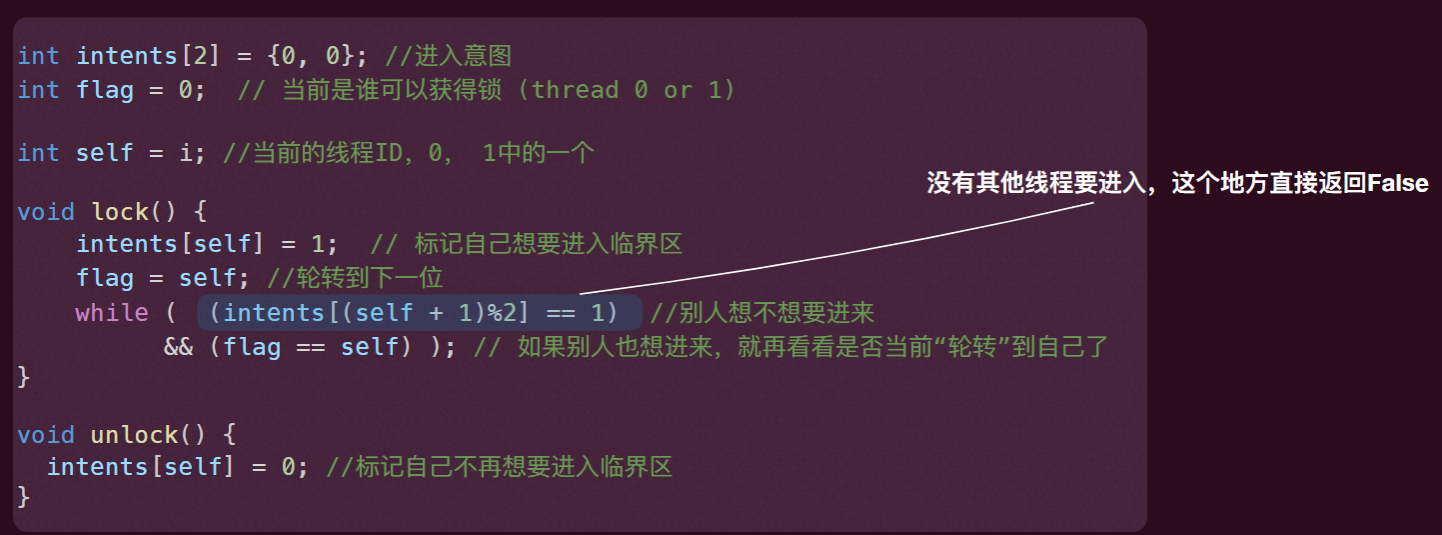 int intents[2] = {0, 0}; //进入意图
int flag = 0;  // 当前是谁可以获得锁 (thread 0 or 1)
int self = i; //当前的线程ID，0， 1中的一个
没有其他线程要进入，这个地方直接返回False
void lock() {
    intents[self] = 1;  // 标记自己想要进入临界区
    flag = self; //轮转到下一位
    while (  (intents[(self + 1)%2] == 1)  //别人想不想要进来
          && (flag == self) ); // 如果别人也想进来，就再看看是否当前“轮转”到自己了
}
void unlock() {
  intents[self] = 0; //标记自己不再想要进入临界区
}